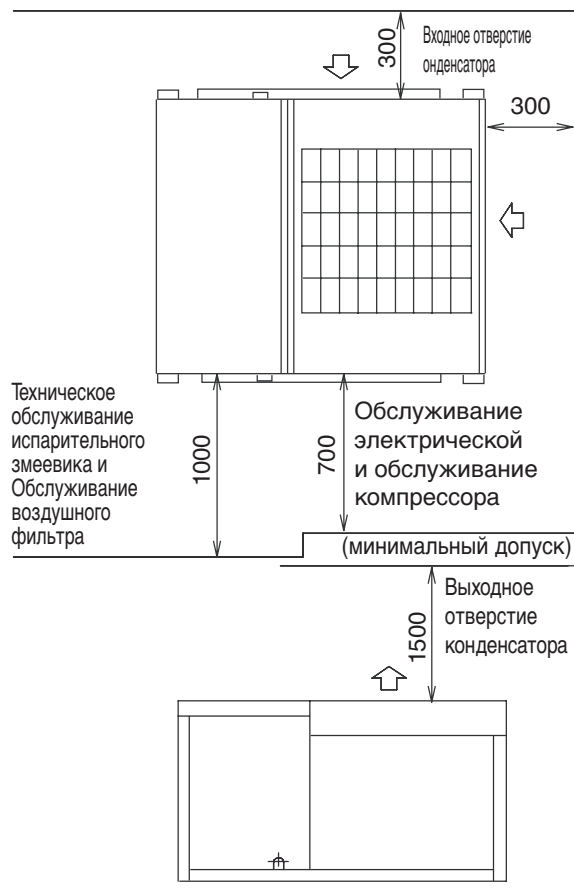 300
Входное отверстие
онденсатора
300
Техническое
обслуживание
испарительного
змеевика и
Обслуживание
воздушного
фильтра
1000
700
Обслуживание
электрической
и обслуживание
компрессора
(минимальный допуск)
1500
Выходное
отверстие
конденсатора